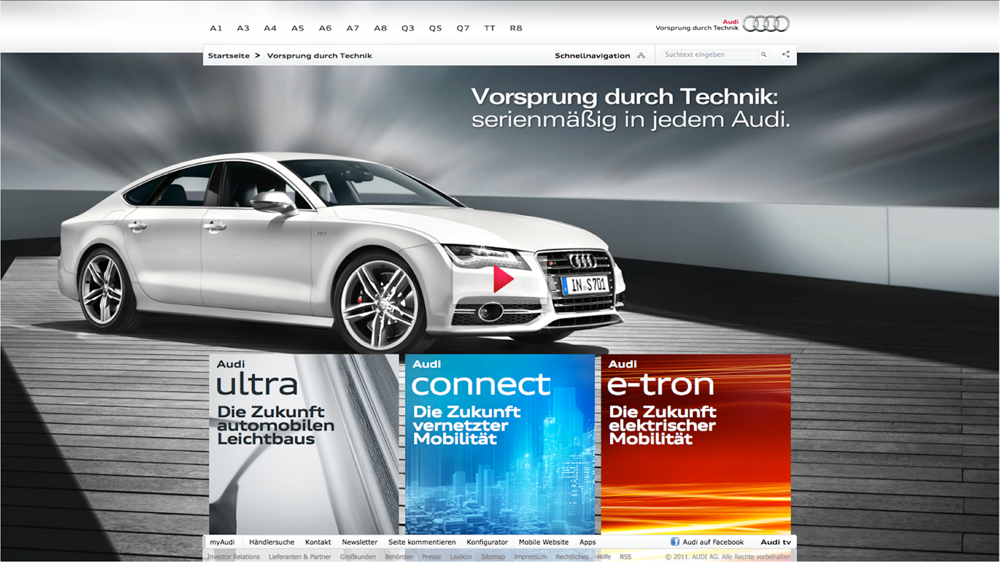 A1 A3 A4 A5 A6 A7 A8 Q3 Q5 Q7 TT R8
Audi
Vorsprung durch Technik
Startseite > Vorsprung durch Technik
Schnellnavigation
Suchtext eingeben
Vorsprung durch Technik:
serienmäßig in jedem Audi.
IN S701
Audi
ultra
Die Zukunft
automobilen
Leichtbaus
Audi
connect
Die Zukunft
vernetzter
Mobilität
Audi
e-tron
Die Zukunft
elektrischer
Mobilität
myAudi Händlersuche Kontakt Newsletter Seite kommentieren Konfigurator Mobile Website Apps Audi auf Facebook Audi tv
Investor Relations Lieferanten & Partner Großkunden Behörden Presse Lexikon Sitemap Impressum Rechtliches Hilfe RSS © 2011. AUDI AG. Alle Rechte vorbehalten